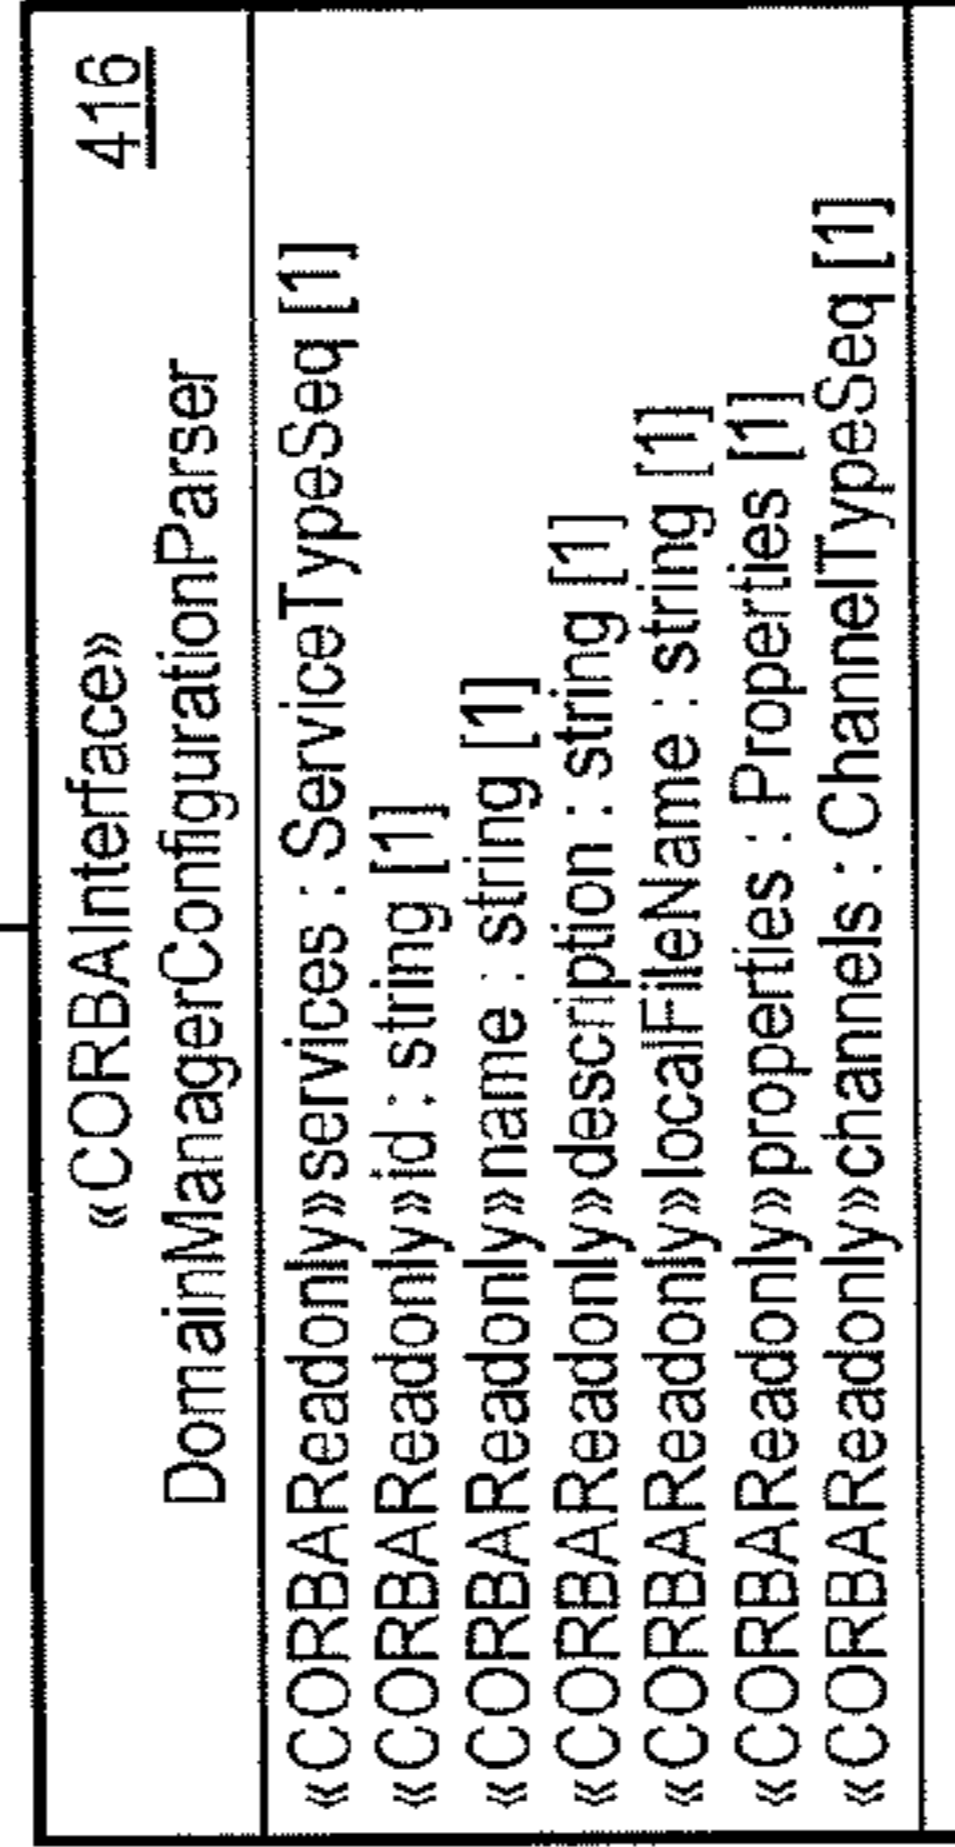 «CORBAInterface» 416
DomainManagerConfigurationParser
«CORBAReadonly»services : ServiceTypeSeq [1]
«CORBAReadonly»id : string [1]
«CORBAReadonly»name : string [1]
«CORBAReadonly»description : string [1]
«CORBAReadonly»localFileName : string [1]
«CORBAReadonly»properties : Properties [1]
«CORBAReadonly»channels : ChannelTypeSeq [1]